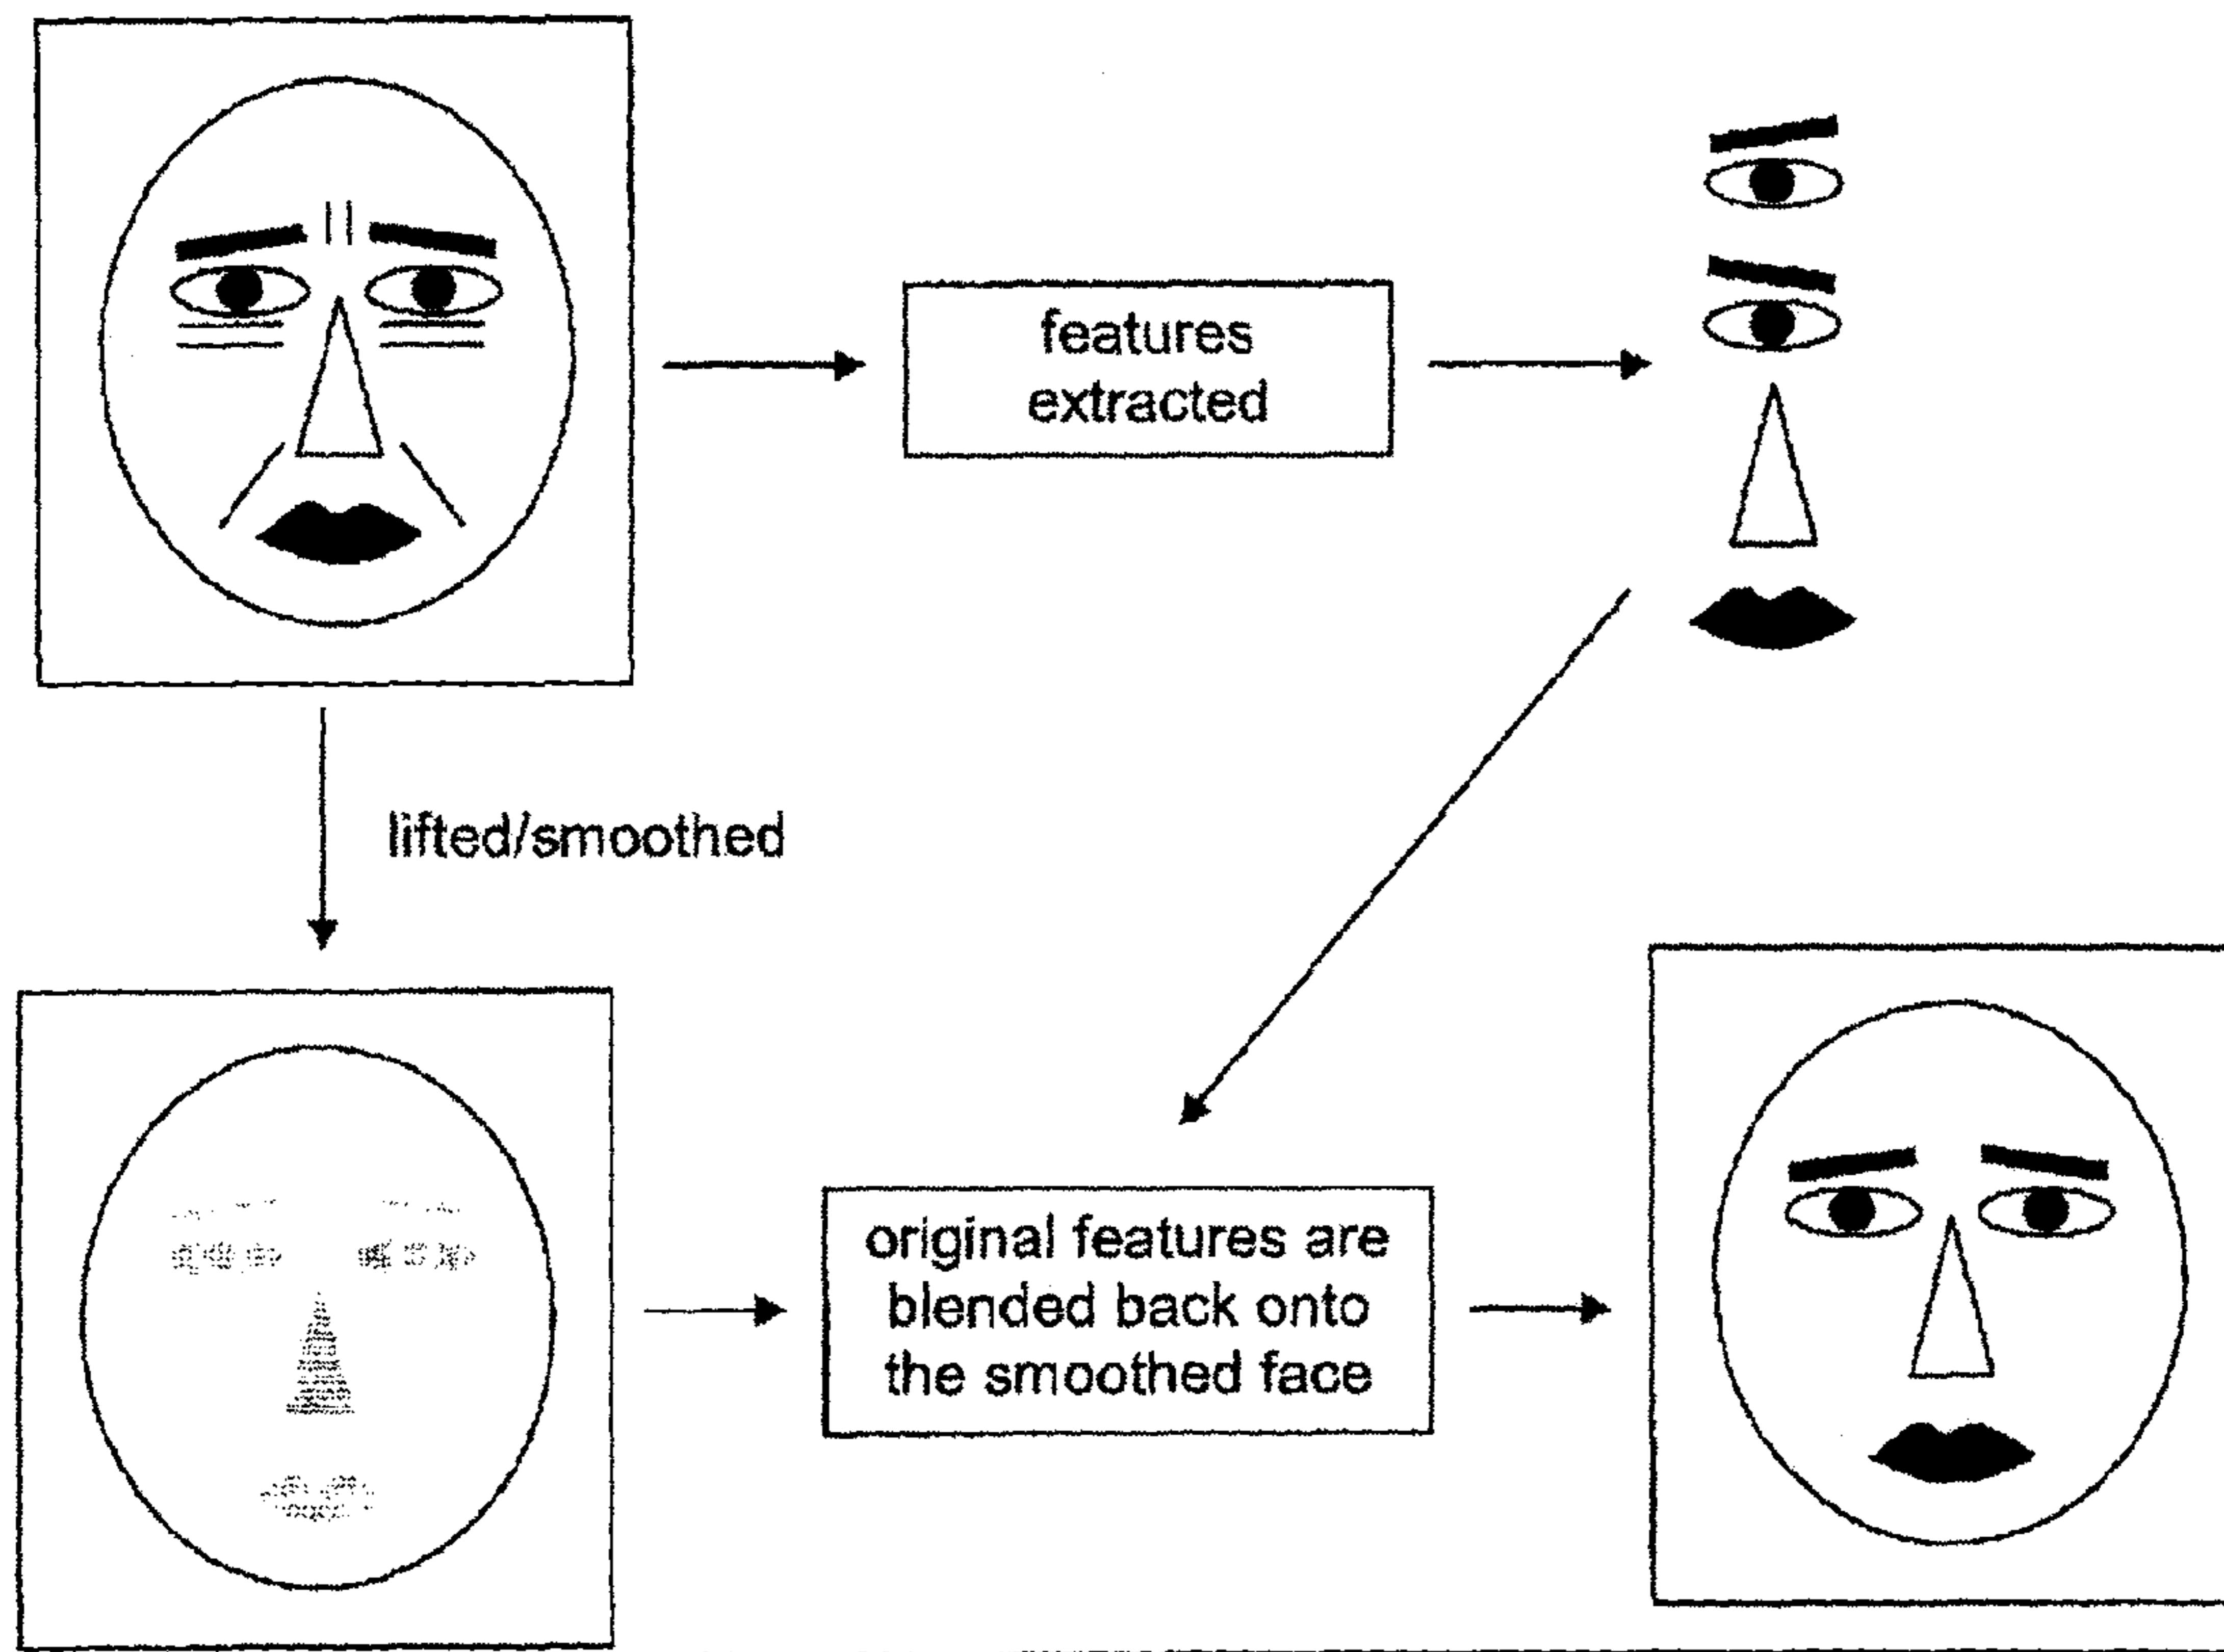 features
extracted
lifted/smoothed
original features are
blended back onto
the smoothed face